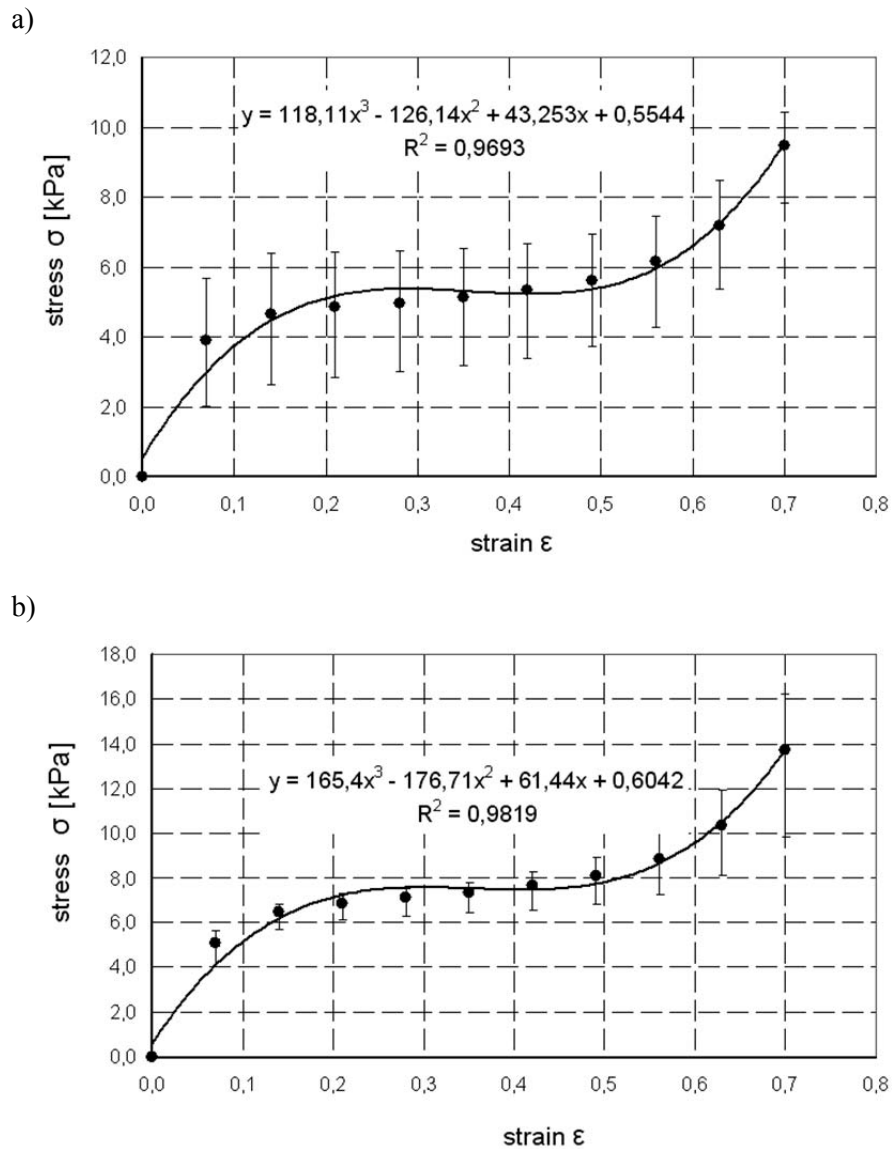 a)
12,0
10,0
8,0
6,0
4,0
2,0
0,0
stress σ [kPa]
y = 118,11x³ - 126,14x² + 43,253x + 0,5544
R² = 0,9693
0,0 0,1 0,2 0,3 0,4 0,5 0,6 0,7 0,8
strain ε
b)
18,0
16,0
14,0
12,0
10,0
8,0
6,0
4,0
2,0
0,0
stress σ [kPa]
y = 165,4x³ - 176,71x² + 61,44x + 0,6042
R² = 0,9819
0,0 0,1 0,2 0,3 0,4 0,5 0,6 0,7 0,8
strain ε